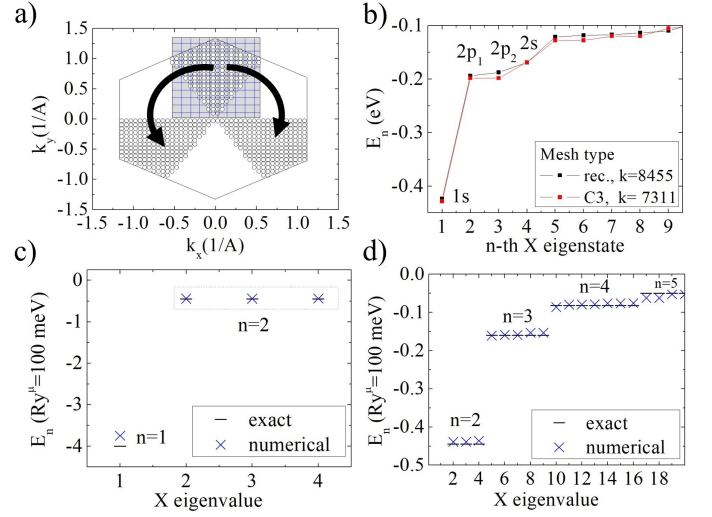 a)
1.5
1.0
0.5
0.0
-0.5
-1.0
-1.5
k_y(1/A)
-1.5 -1.0 -0.5 0.0 0.5 1.0 1.5
k_x(1/A)
b)
-0.1
-0.2
-0.3
-0.4
E_n (eV)
1s
2p_1
2p_2
2s
Mesh type
rec., k=8455
C3, k= 7311
1 2 3 4 5 6 7 8 9
n-th X eigenstate
c)
0
-1
-2
-3
-4
E_n (Ry^μ=100 meV)
n=2
n=1
exact
numerical
1 2 3 4
X eigenvalue
d)
0.0
-0.1
-0.2
-0.3
-0.4
-0.5
E_n (Ry^μ=100 meV)
n=2
n=3
n=4
n=5
exact
numerical
2 4 6 8 10 12 14 16 18
X eigenvalue